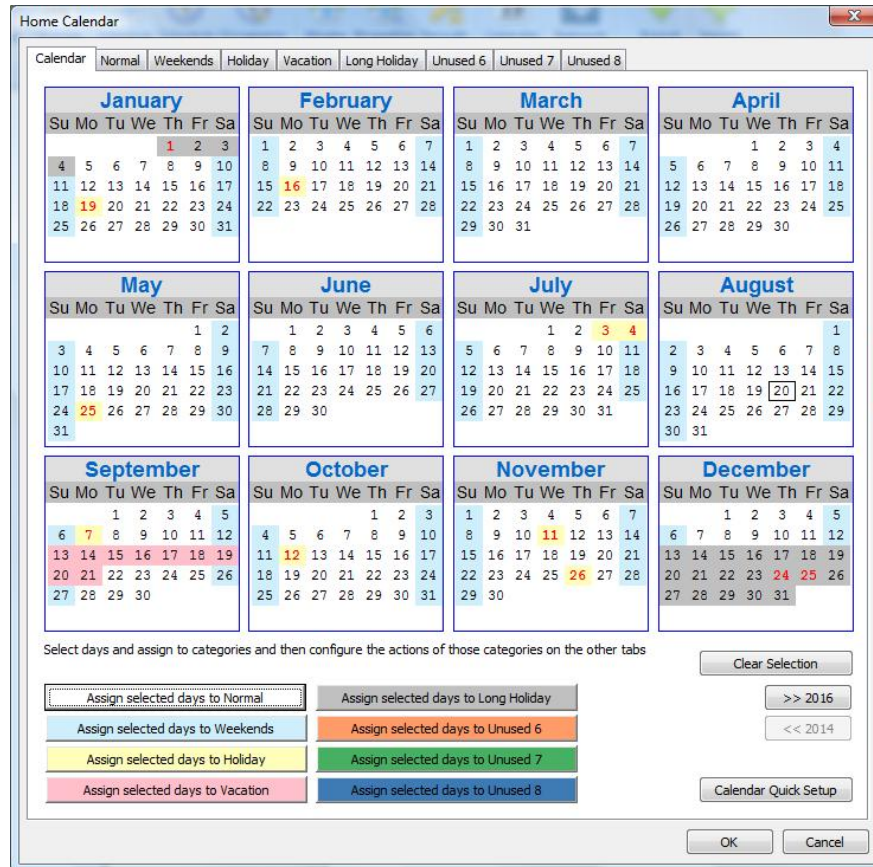 Home Calendar
Calendar Normal Weekends Holiday Vacation Long Holiday Unused 6 Unused 7 Unused 8
January February March April
Su Mo Tu We Th Fr Sa Su Mo Tu We Th Fr Sa Su Mo Tu We Th Fr Sa Su Mo Tu We Th Fr Sa
1 2 3 1 2 3 4 5 6 7 1 2 3 4 5 6 7 1 2 3 4
4 5 6 7 8 9 10 8 9 10 11 12 13 14 8 9 10 11 12 13 14 5 6 7 8 9 10 11
11 12 13 14 15 16 17 15 16 17 18 19 20 21 15 16 17 18 19 20 21 12 13 14 15 16 17 18
18 19 20 21 22 23 24 22 23 24 25 26 27 28 22 23 24 25 26 27 28 19 20 21 22 23 24 25
25 26 27 28 29 30 31 29 30 31 26 27 28 29 30
May June July August
Su Mo Tu We Th Fr Sa Su Mo Tu We Th Fr Sa Su Mo Tu We Th Fr Sa Su Mo Tu We Th Fr Sa
1 2 1 2 3 4 5 6 1 2 3 4 1
3 4 5 6 7 8 9 7 8 9 10 11 12 13 5 6 7 8 9 10 11 2 3 4 5 6 7 8
10 11 12 13 14 15 16 14 15 16 17 18 19 20 12 13 14 15 16 17 18 9 10 11 12 13 14 15
17 18 19 20 21 22 23 21 22 23 24 25 26 27 19 20 21 22 23 24 25 16 17 18 19 20 21 22
24 25 26 27 28 29 30 28 29 30 26 27 28 29 30 31 23 24 25 26 27 28 29
31 30 31
September October November December
Su Mo Tu We Th Fr Sa Su Mo Tu We Th Fr Sa Su Mo Tu We Th Fr Sa Su Mo Tu We Th Fr Sa
1 2 3 4 5 1 2 3 1 2 3 4 5 6 7 1 2 3 4 5
6 7 8 9 10 11 12 4 5 6 7 8 9 10 8 9 10 11 12 13 14 6 7 8 9 10 11 12
13 14 15 16 17 18 19 11 12 13 14 15 16 17 15 16 17 18 19 20 21 13 14 15 16 17 18 19
20 21 22 23 24 25 26 18 19 20 21 22 23 24 22 23 24 25 26 27 28 20 21 22 23 24 25 26
27 28 29 30 25 26 27 28 29 30 31 29 30 27 28 29 30 31
Select days and assign to categories and then configure the actions of those categories on the other tabs
Clear Selection
Assign selected days to Normal Assign selected days to Long Holiday >> 2016
Assign selected days to Weekends Assign selected days to Unused 6 << 2014
Assign selected days to Holiday Assign selected days to Unused 7
Assign selected days to Vacation Assign selected days to Unused 8 Calendar Quick Setup
OK Cancel